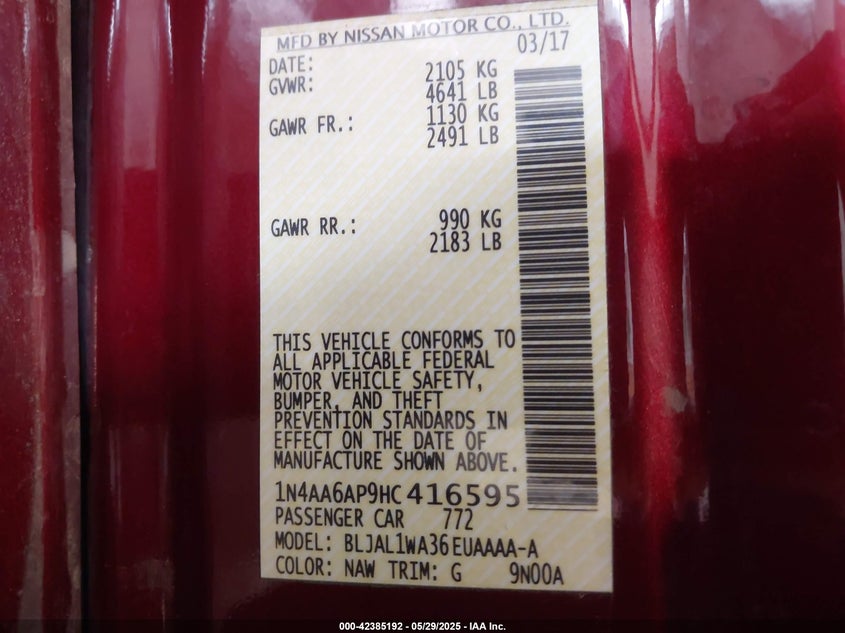 MFD BY NISSAN MOTOR CO., LTD.
DATE: 03/17
GVWR: 2105 KG
4641 LB
GAWR FR.: 1130 KG
2491 LB
GAWR RR.: 990 KG
2183 LB
THIS VEHICLE CONFORMS TO
ALL APPLICABLE FEDERAL
MOTOR VEHICLE SAFETY,
BUMPER, AND THEFT
PREVENTION STANDARDS IN
EFFECT ON THE DATE OF
MANUFACTURE SHOWN ABOVE.
1N4AA6AP9HC416595
PASSENGER CAR 772
MODEL: BLJAL1WA36EUAAAA-A
COLOR: NAW TRIM: G 9N00A
000-42385192 - 05/29/2025 - IAA Inc.